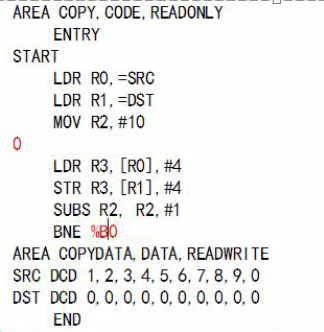 AREA COPY,CODE,READONLY
ENTRY
START
LDR R0,=SRC
LDR R1,=DST
MOV R2,#10
0
LDR R3,[R0],#4
STR R3,[R1],#4
SUBS R2, R2,#1
BNE %B0
AREA COPYDATA,DATA,READWRITE
SRC DCD 1,2,3,4,5,6,7,8,9,0
DST DCD 0,0,0,0,0,0,0,0,0,0
END